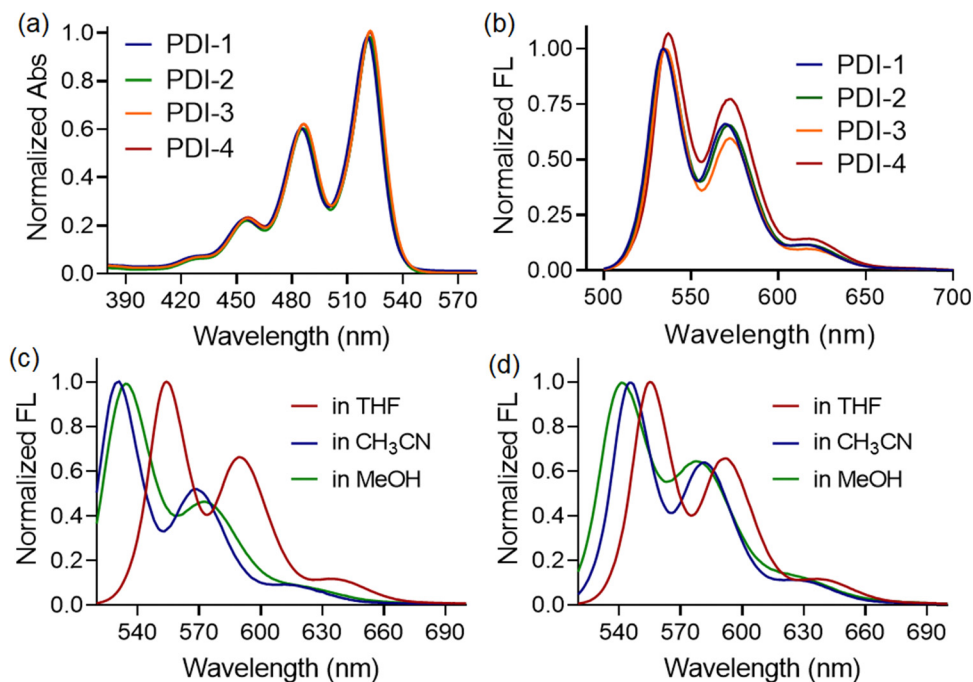 (a)
Normalized Abs
1.0
0.8
0.6
0.4
0.2
0.0
PDI-1
PDI-2
PDI-3
PDI-4
390 420 450 480 510 540 570
Wavelength (nm)
(b)
Normalized FL
1.00
0.75
0.50
0.25
0.00
PDI-1
PDI-2
PDI-3
PDI-4
500 550 600 650 700
Wavelength (nm)
(c)
Normalized FL
1.0
0.8
0.6
0.4
0.2
0.0
in THF
in CH₃CN
in MeOH
540 570 600 630 660 690
Wavelength (nm)
(d)
Normalized FL
1.0
0.8
0.6
0.4
0.2
0.0
in THF
in CH₃CN
in MeOH
540 570 600 630 660 690
Wavelength (nm)